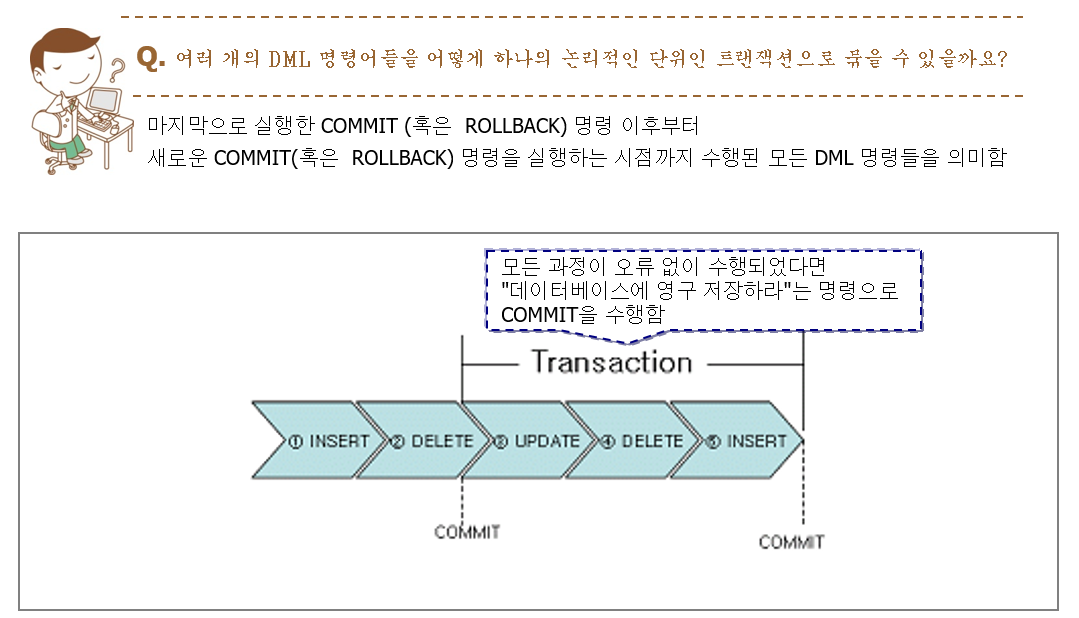 Q. 여러 개의 DML 명령어들을 어떻게 하나의 논리적인 단위인 트랜잭션으로 묶을 수 있을까요?
마지막으로 실행한 COMMIT (혹은 ROLLBACK) 명령 이후부터
새로운 COMMIT(혹은 ROLLBACK) 명령을 실행하는 시점까지 수행된 모든 DML 명령들을 의미함
모든 과정이 오류 없이 수행되었다면
"데이터베이스에 영구 저장하라"는 명령으로
COMMIT을 수행함
Transaction
① INSERT ② DELETE ③ UPDATE ④ DELETE ⑤ INSERT
COMMIT
COMMIT